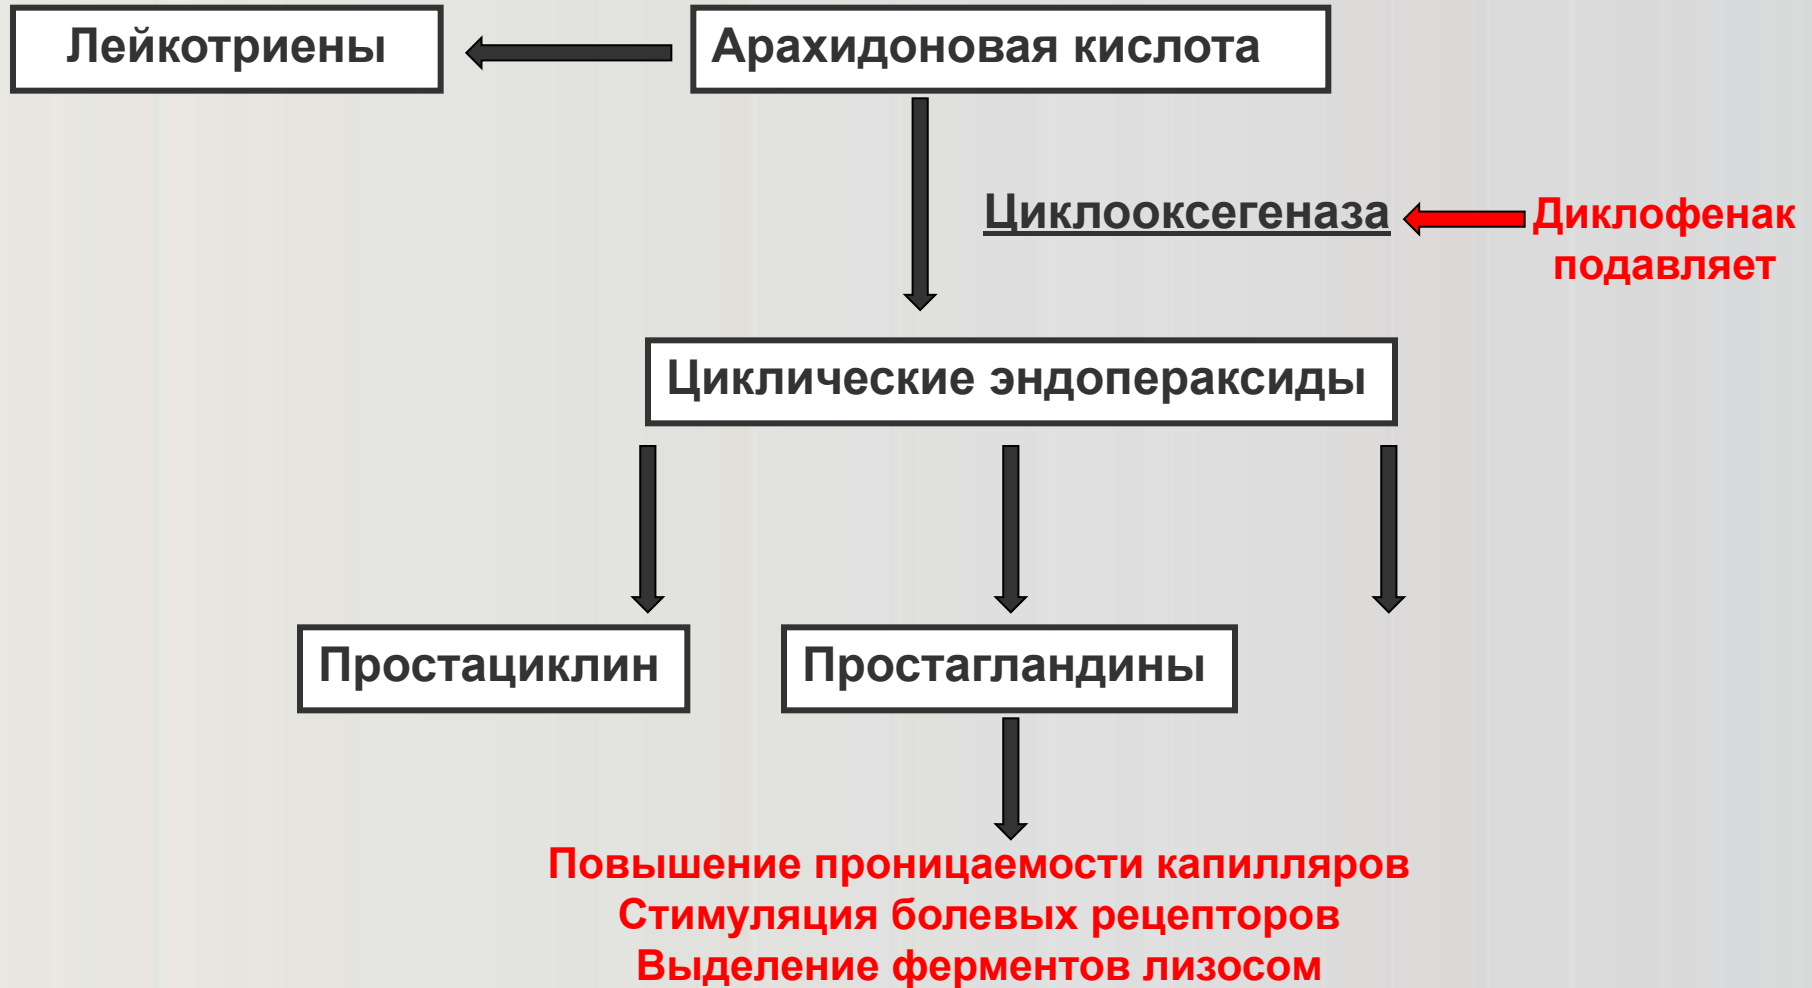 Лейкотриены
Арахидоновая кислота
Циклооксегеназа
Диклофенак
подавляет
Циклические эндопераксиды
Простациклин
Простагландины
Повышение проницаемости капилляров
Стимуляция болевых рецепторов
Выделение ферментов лизосом